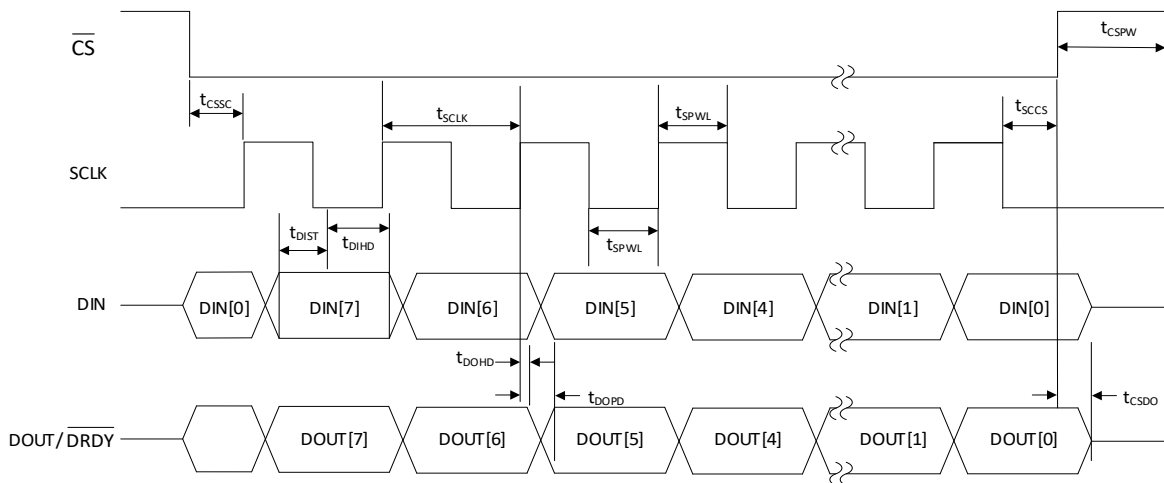 CS
tCSPW
tCSSC
tSCLK
tSPWL
tSCCS
SCLK
tDIST
tDIHD
tSPWL
DIN
DIN[0]
DIN[7]
DIN[6]
DIN[5]
DIN[4]
DIN[1]
DIN[0]
tDOHD
tDOPD
tCSDO
DOUT/DRDY
DOUT[7]
DOUT[6]
DOUT[5]
DOUT[4]
DOUT[1]
DOUT[0]